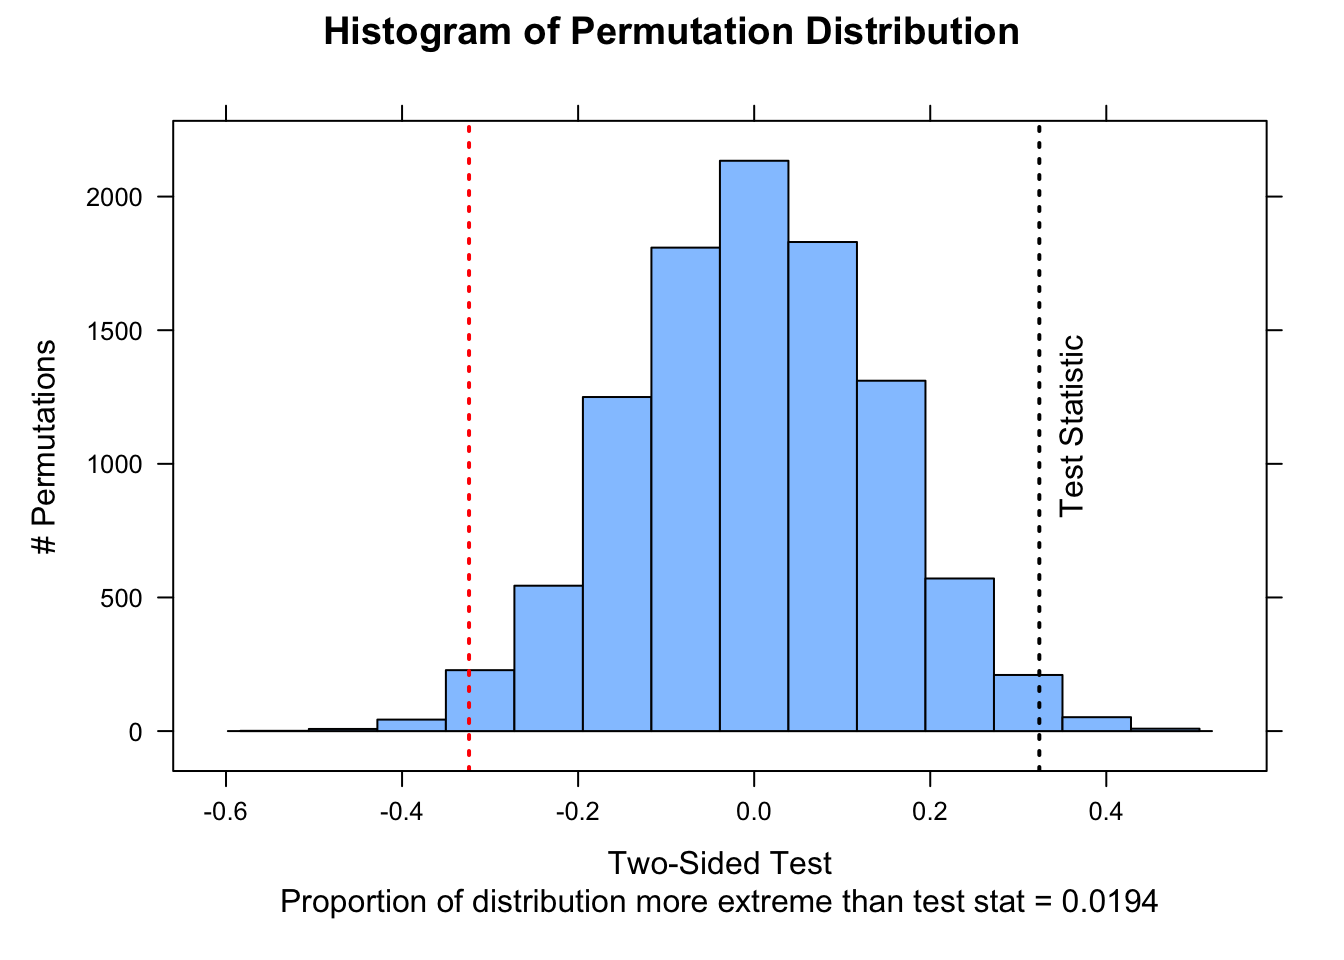 Histogram of Permutation Distribution
2000
1500
1000
500
0
# Permutations
Test Statistic
-0.6
-0.4
-0.2
0.0
0.2
0.4
Two-Sided Test
Proportion of distribution more extreme than test stat = 0.0194